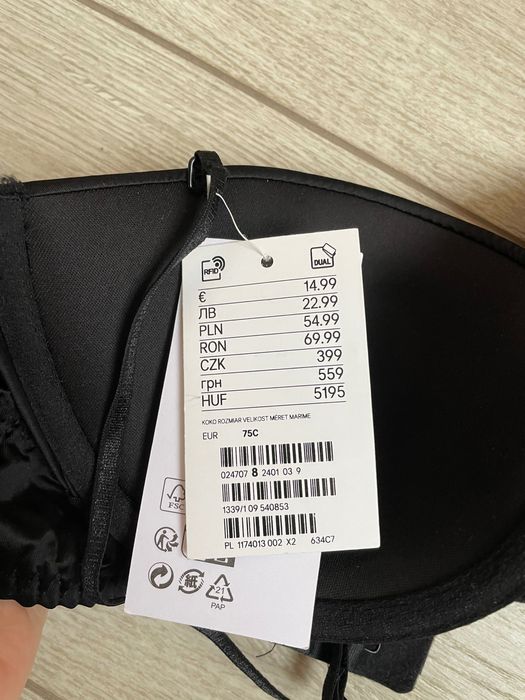 RFID
DUAL
€ 14.99
ЛВ 22.99
PLN 54.99
RON 69.99
CZK 399
грн 559
HUF 5195
KOKO ROZMIAR VELIKOST MÉRET MARIME
EUR 75C
024707 8 2401 03 9
1339/1 09 540853
PL 1174013 002 X2 634C7
FSC
紙
21
PAP